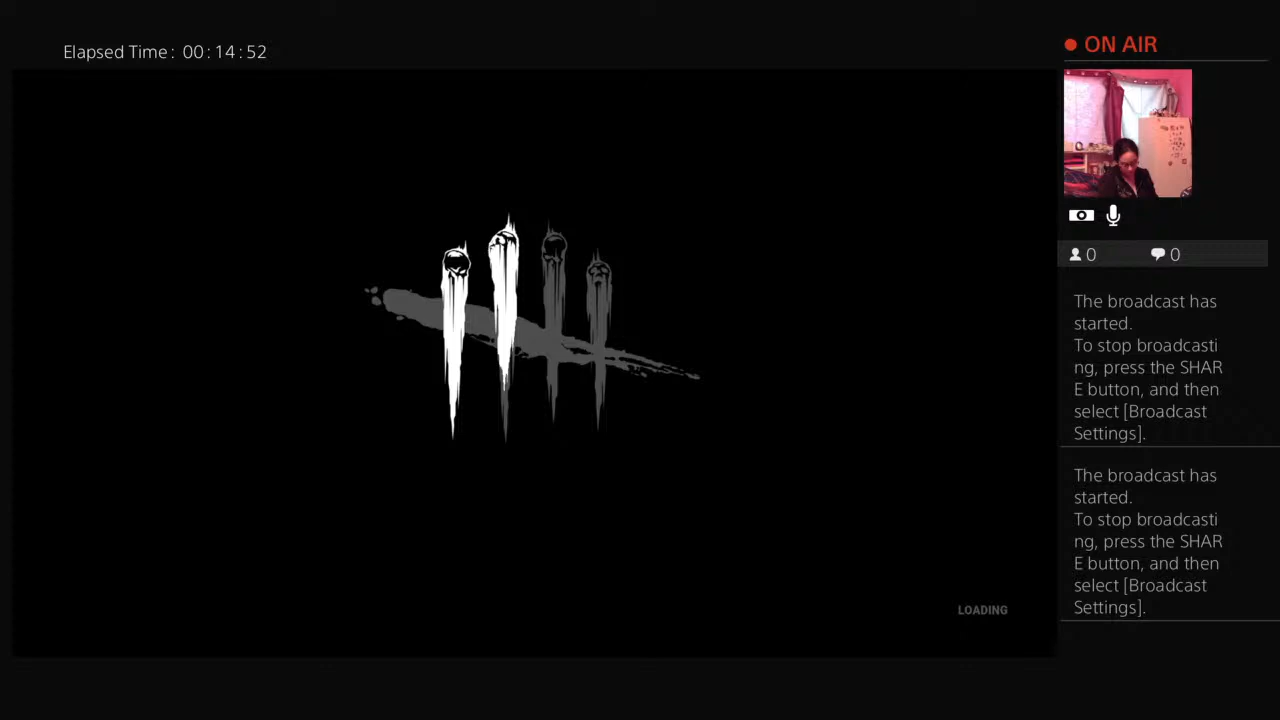 Elapsed Time: 00:14:52
ON AIR
0
0
The broadcast has
started.
To stop broadcasti
ng, press the SHAR
E button, and then
select [Broadcast
Settings].
The broadcast has
started.
To stop broadcasti
ng, press the SHAR
E button, and then
select [Broadcast
Settings].
LOADING